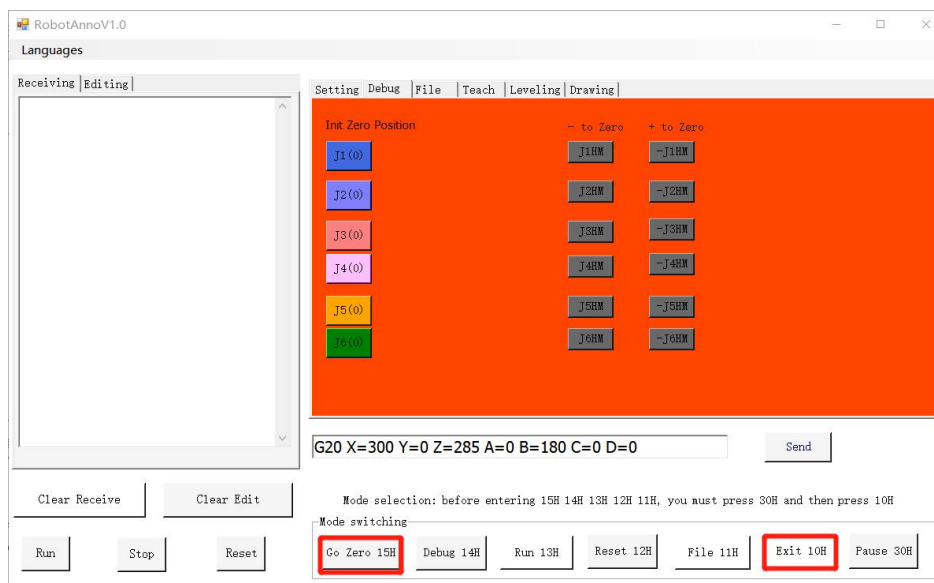 RobotAnnoV1.0
Languages
Receiving Editing
Setting Debug File Teach Leveling Drawing
Init Zero Position - to Zero + to Zero
J1(0) J1HM -J1HM
J2(0) J2HM -J2HM
J3(0) J3HM -J3HM
J4(0) J4HM -J4HM
J5(0) J5HM -J5HM
J6(0) J6HM -J6HM
G20 X=300 Y=0 Z=285 A=0 B=180 C=0 D=0 Send
Clear Receive Clear Edit
Mode selection: before entering 15H 14H 13H 12H 11H, you must press 30H and then press 10H
Mode switching
Run Stop Reset
Go Zero 15H Debug 14H Run 13H Reset 12H File 11H Exit 10H Pause 30H